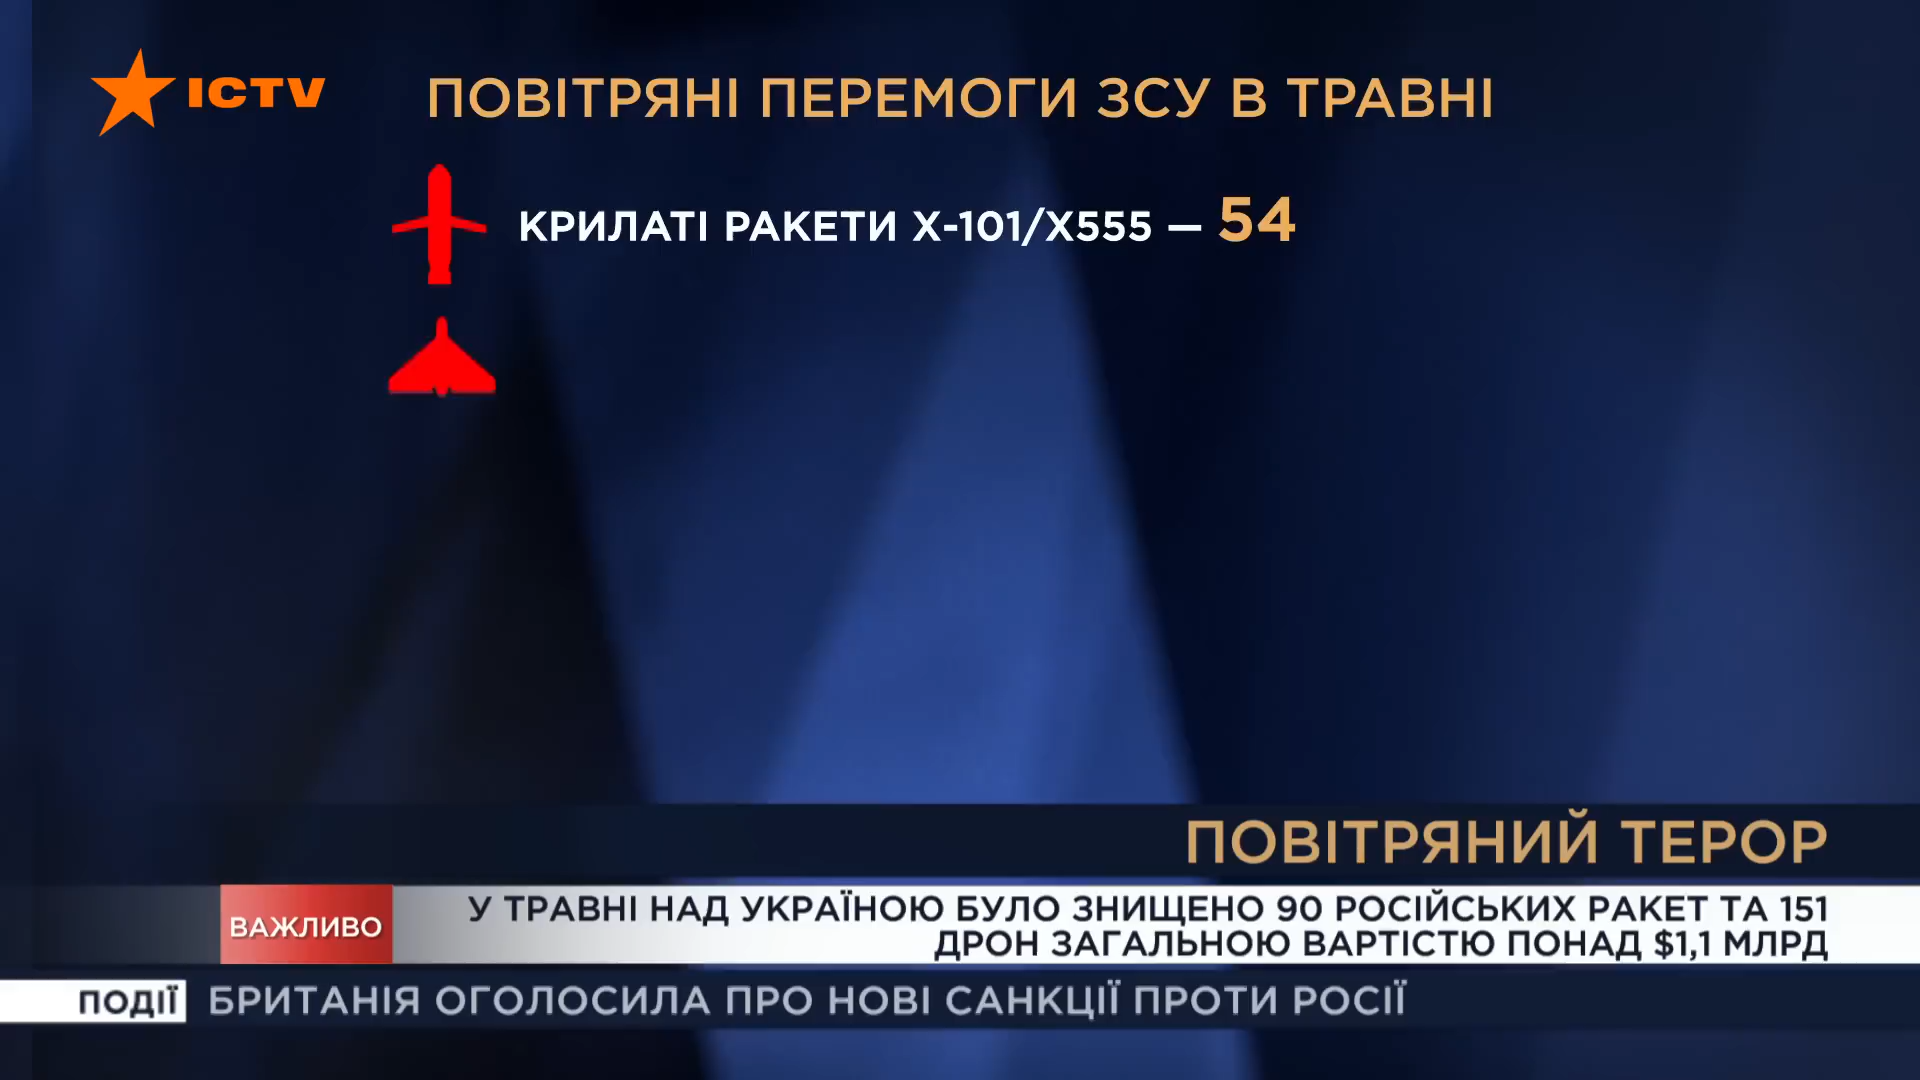 ICTV
ПОВІТРЯНІ ПЕРЕМОГИ ЗСУ В ТРАВНІ
КРИЛАТІ РАКЕТИ Х-101/Х555 — 54
ПОВІТРЯНИЙ ТЕРОР
ВАЖЛИВО
У ТРАВНІ НАД УКРАЇНОЮ БУЛО ЗНИЩЕНО 90 РОСІЙСЬКИХ РАКЕТ ТА 151
ДРОН ЗАГАЛЬНОЮ ВАРТІСТЮ ПОНАД $1,1 МЛРД
ПОДІЇ БРИТАНІЯ ОГОЛОСИЛА ПРО НОВІ САНКЦІЇ ПРОТИ РОСІЇ